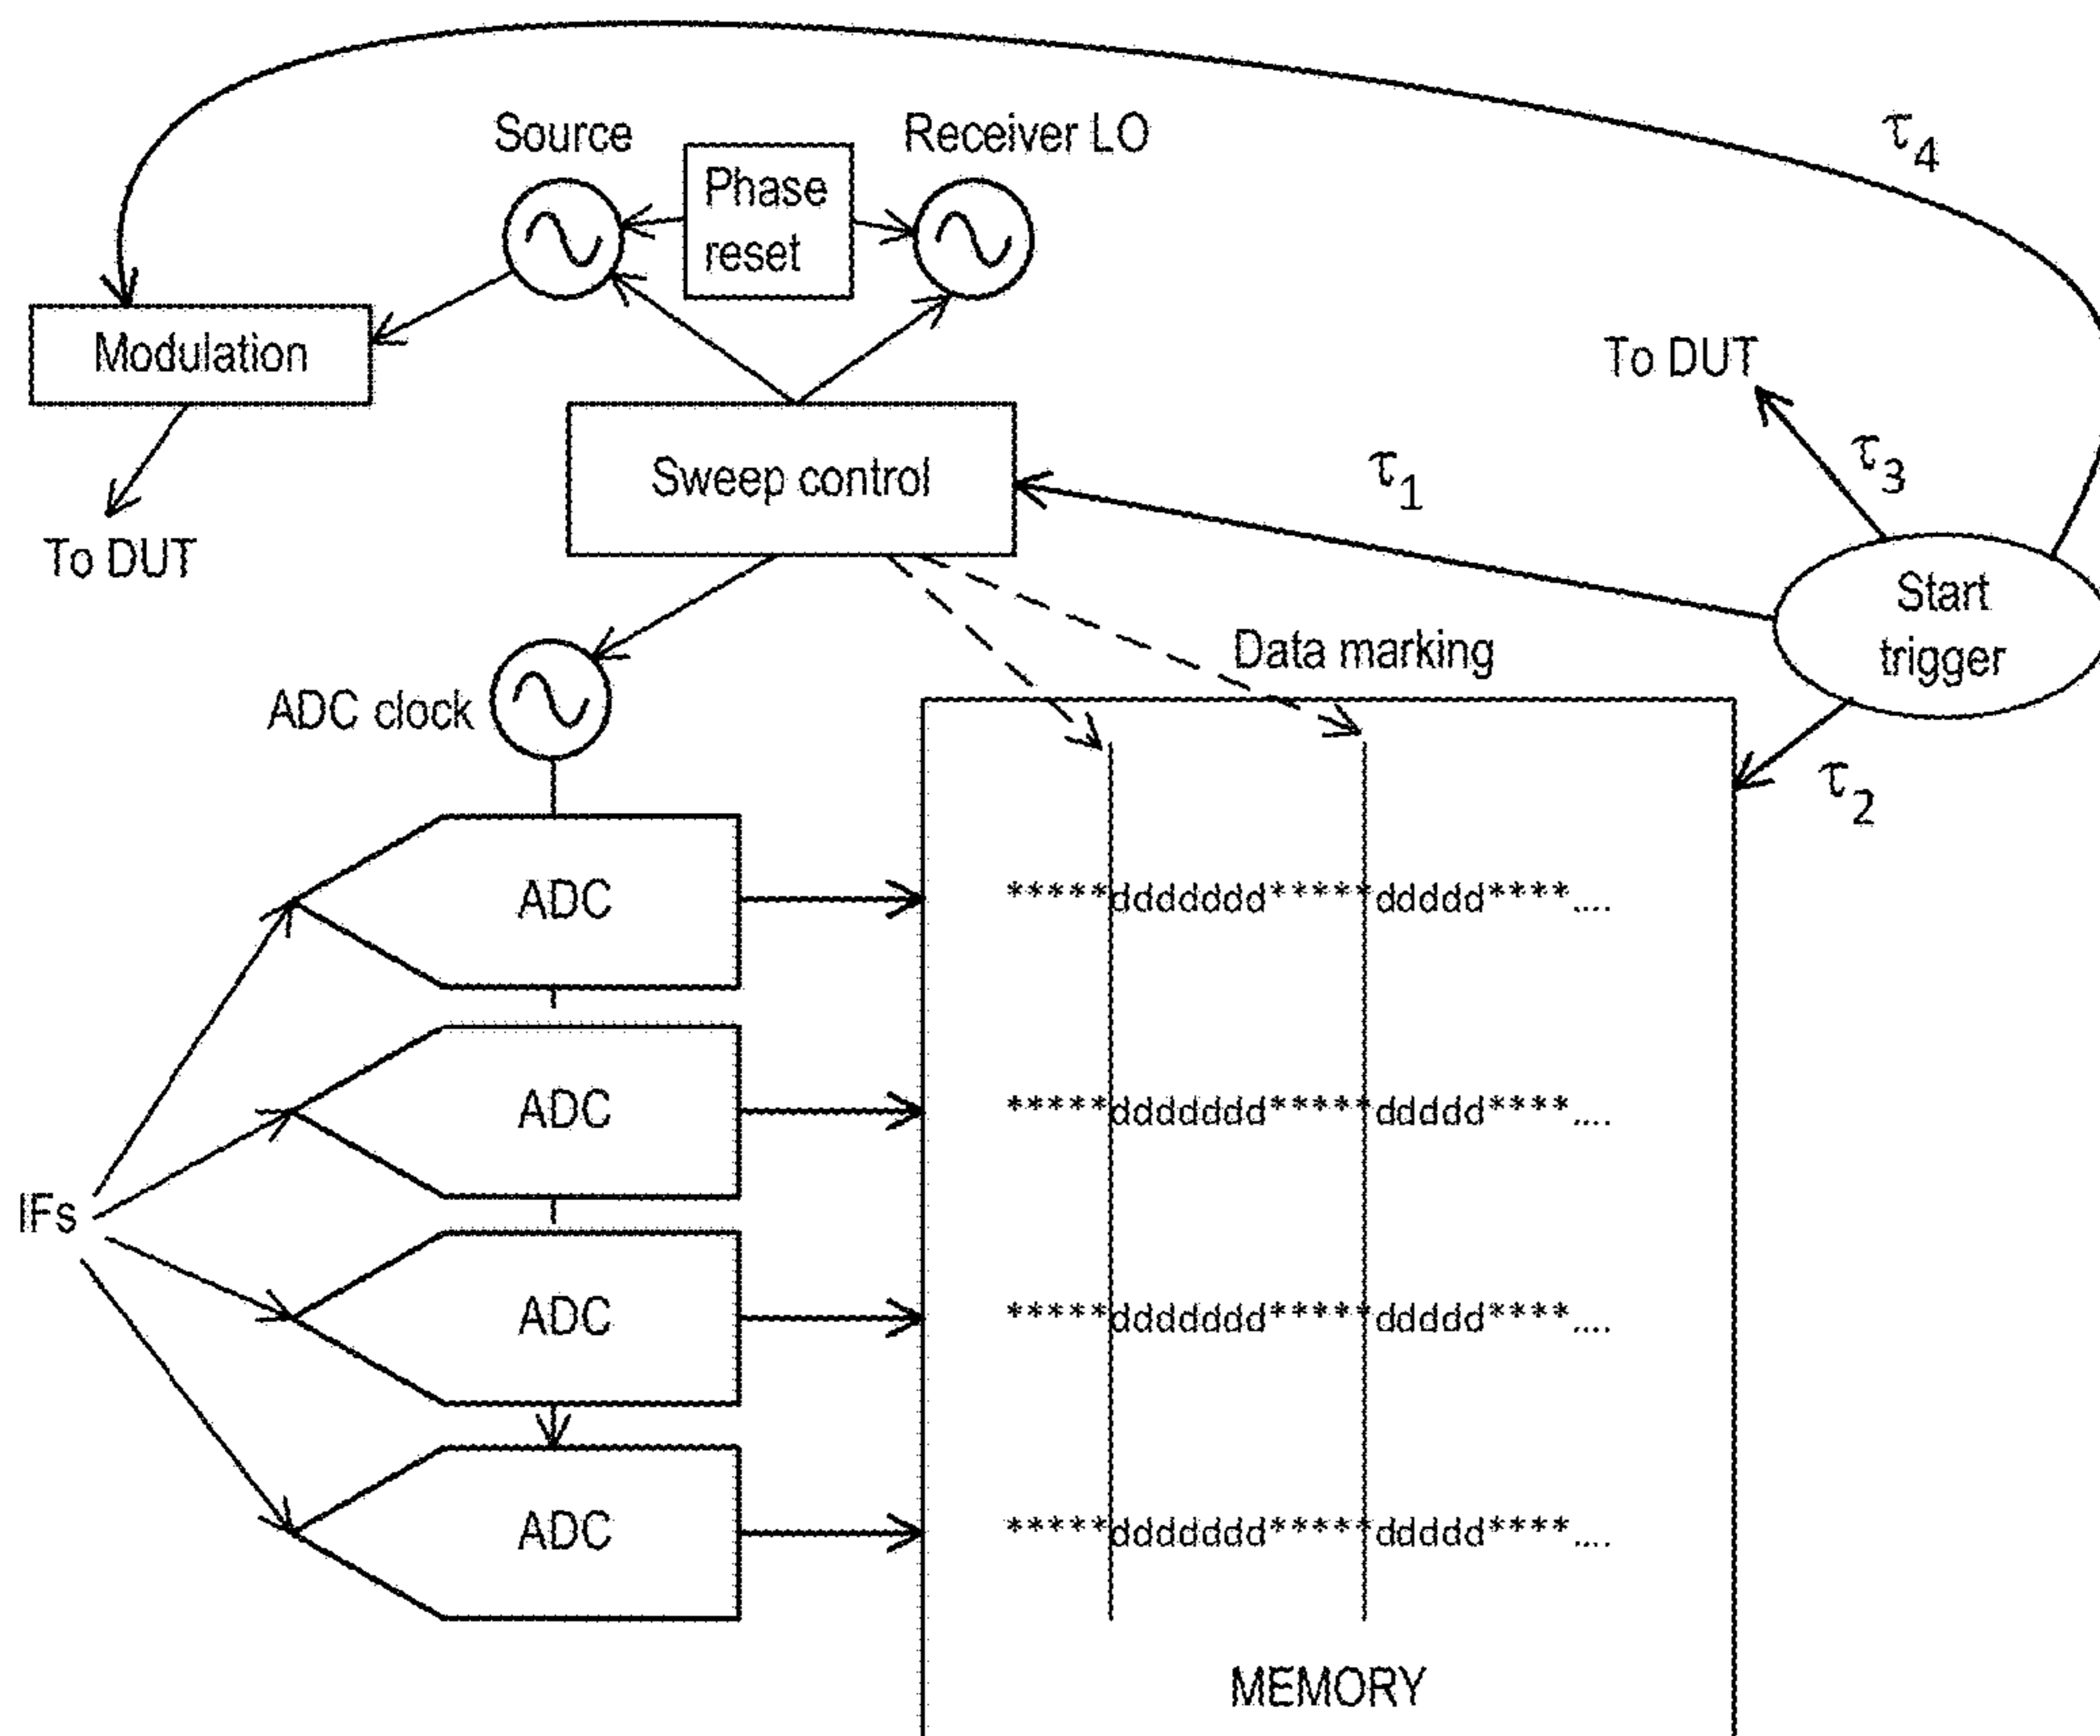 τ4
Source
Receiver LO
Phase
reset
Modulation
To DUT
τ3
Sweep control
τ1
To DUT
Start
trigger
Data marking
ADC clock
τ2
ADC
*****ddddddd*****ddddd****....
ADC
*****ddddddd*****ddddd****....
IFs
ADC
*****ddddddd*****ddddd****....
ADC
*****ddddddd*****ddddd****....
MEMORY